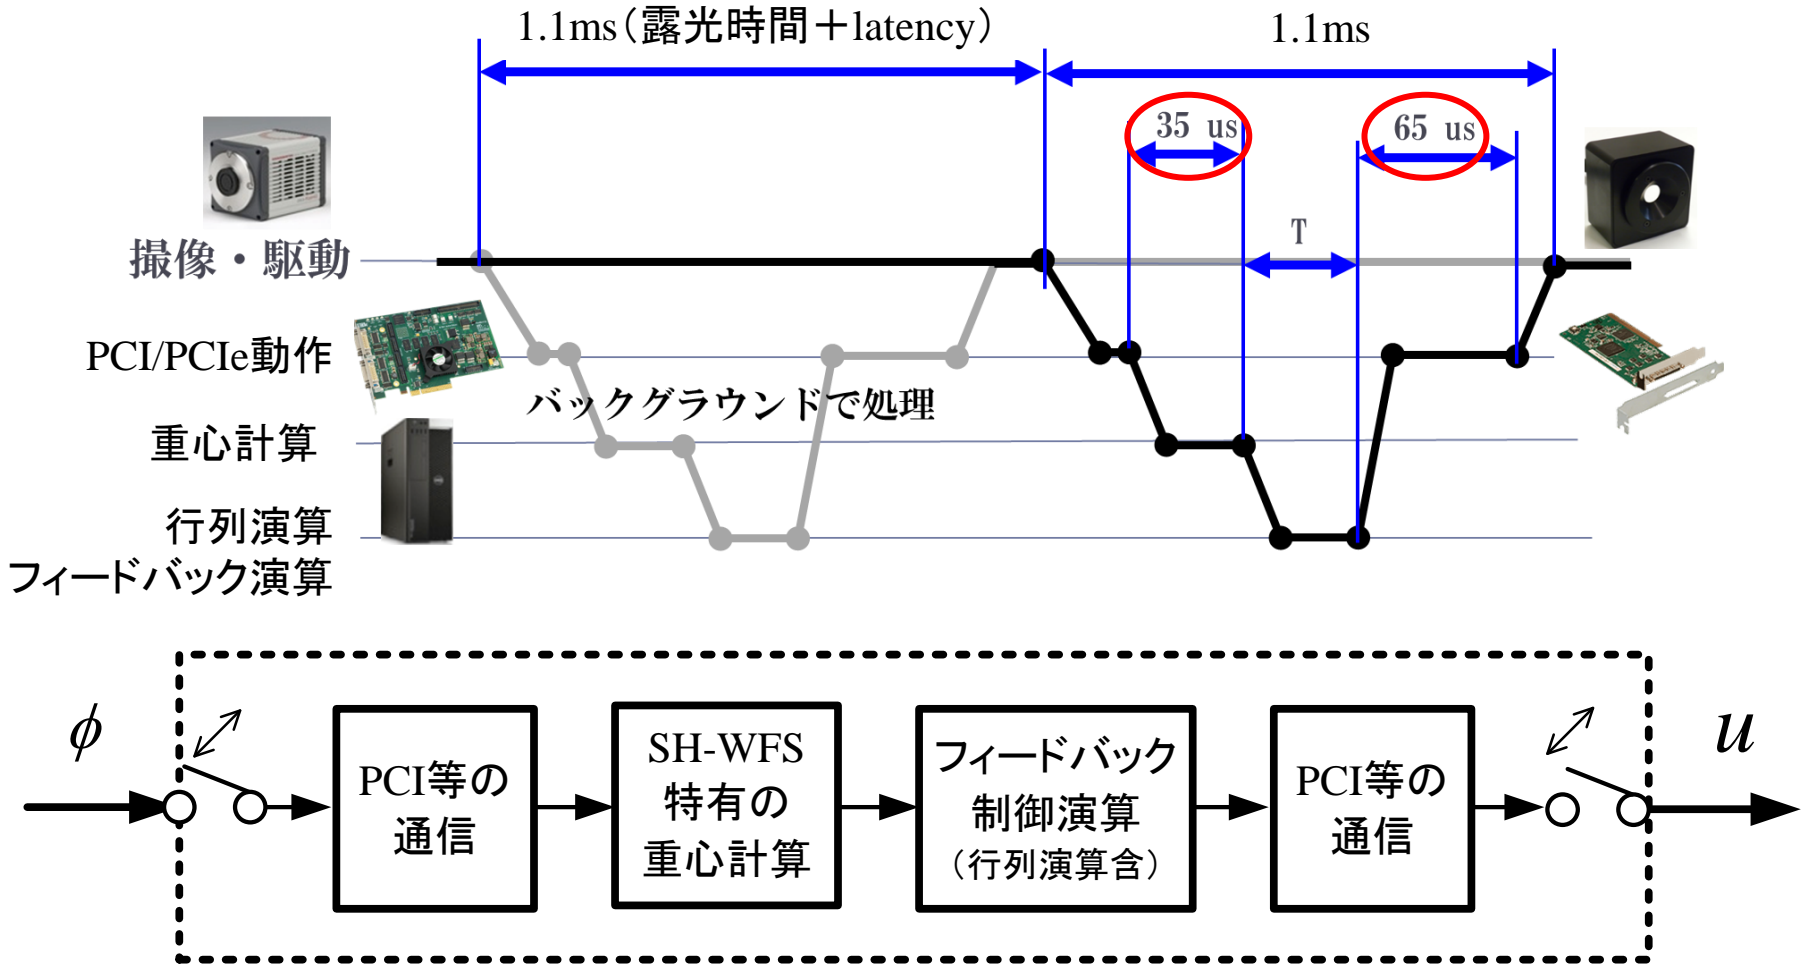 1.1ms（露光時間＋latency）
1.1ms
35 us
65 us
T
撮像・駆動
PCI/PCIe動作
バックグラウンドで処理
重心計算
行列演算
フィードバック演算
ϕ
PCI等の
通信
SH-WFS
特有の
重心計算
フィードバック
制御演算
（行列演算含）
PCI等の
通信
u